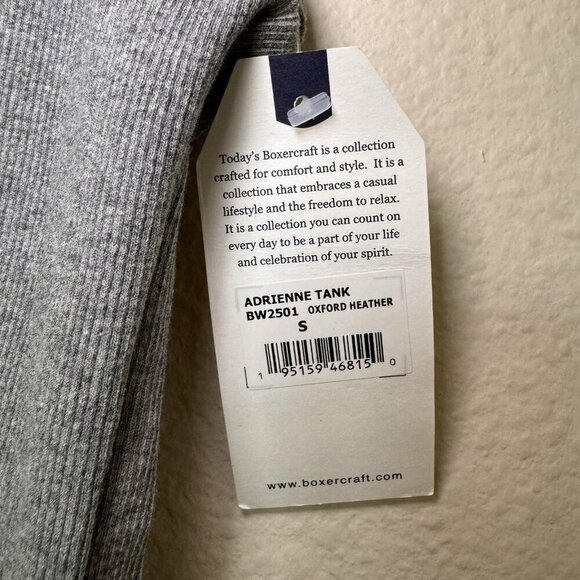 Today's Boxercraft is a collection
crafted for comfort and style. It is a
collection that embraces a casual
lifestyle and the freedom to relax.
It is a collection you can count on
every day to be a part of your life
and celebration of your spirit.
ADRIENNE TANK
BW2501 OXFORD HEATHER
S
1 95159 46815 0
www.boxercraft.com